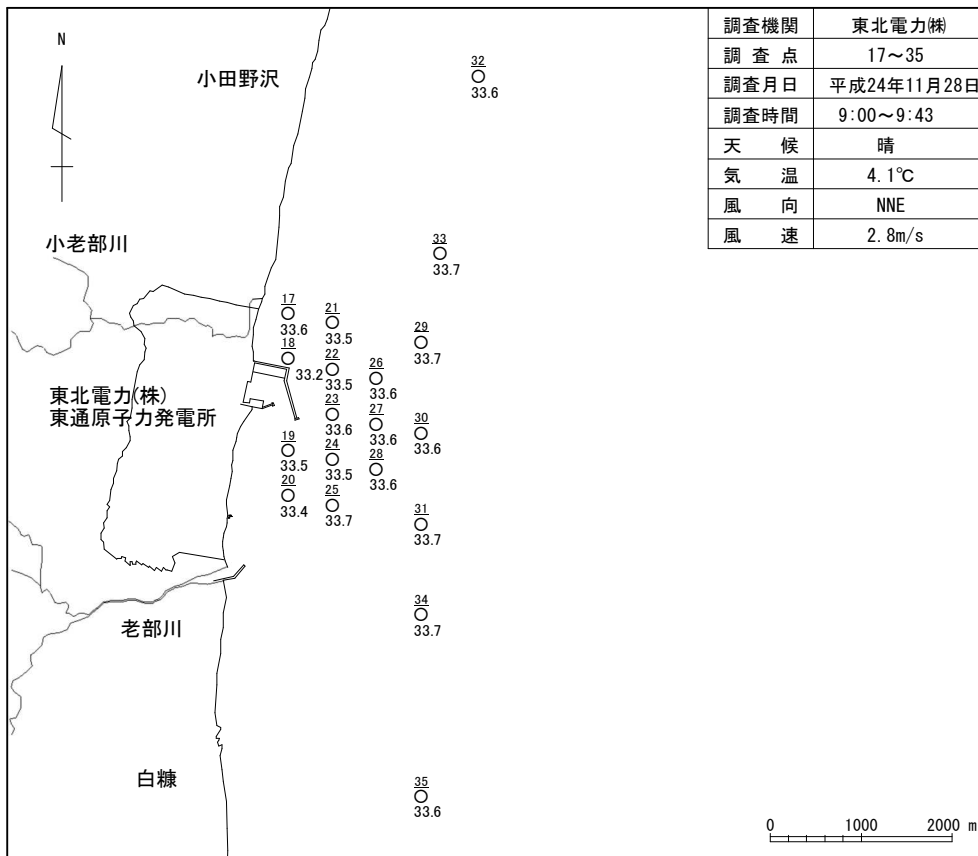 調査機関 東北電力㈱
調査点 17～35
調査月日 平成24年11月28日
調査時間 9:00～9:43
天候 晴
気温 4.1℃
風向 NNE
風速 2.8m/s
N
小田野沢
32
33.6
小老部川
33
33.7
17
33.6
21
33.5
18
33.2
29
33.7
22
33.5
26
33.6
東北電力(株)
東通原子力発電所
23
33.6
27
33.6
30
33.6
19
33.5
24
33.5
28
33.6
20
33.4
25
33.7
31
33.7
34
33.7
老部川
白糠
35
33.6
0 1000 2000 m